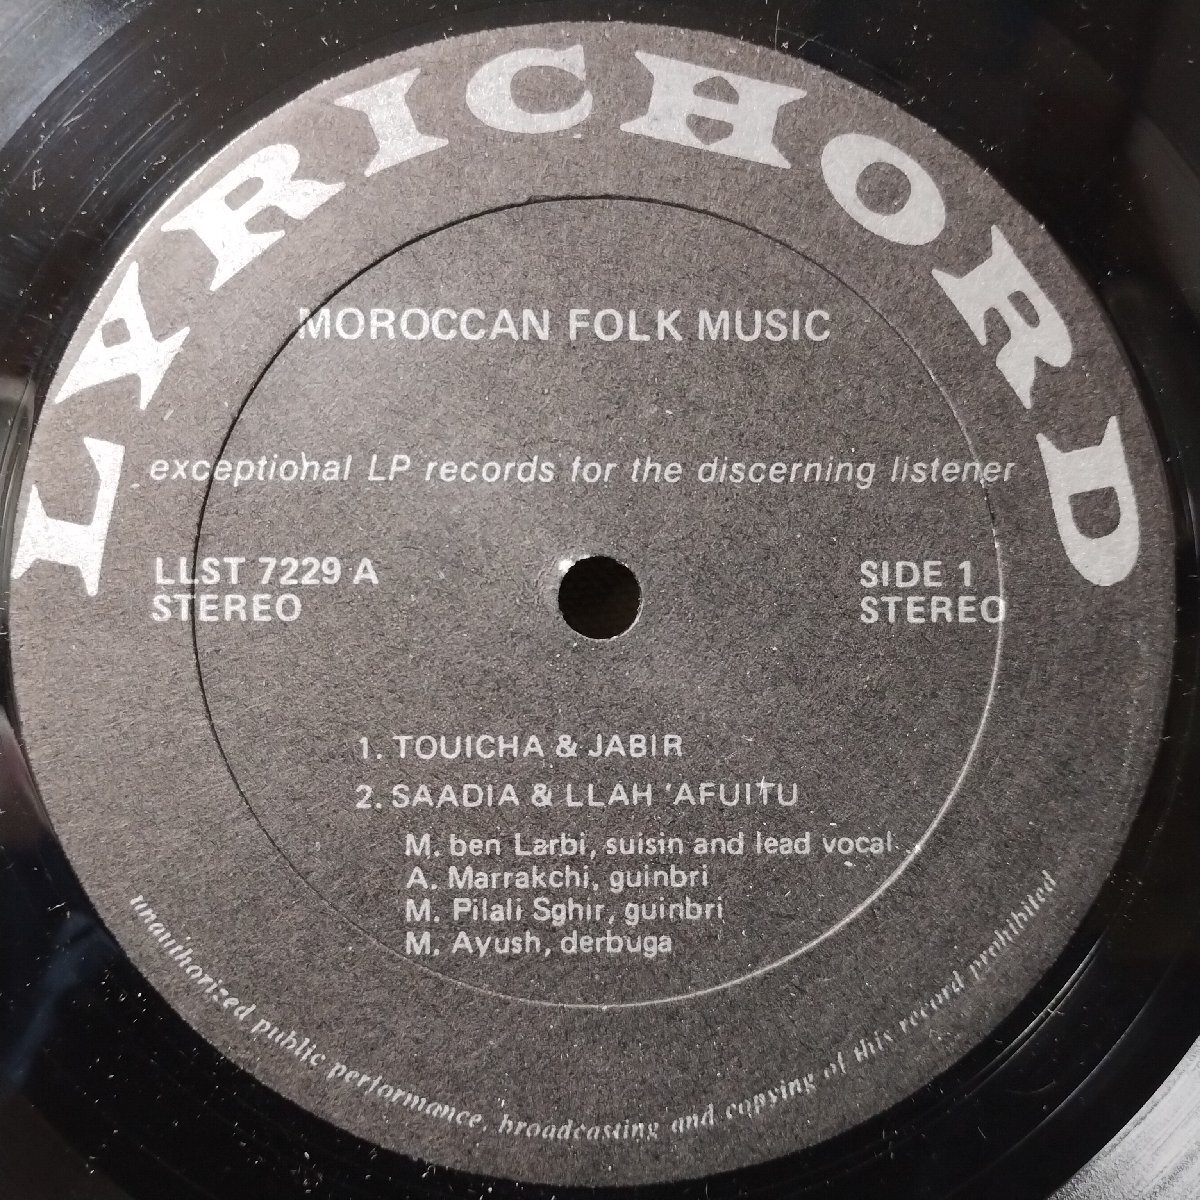 LYRICHORD
MOROCCAN FOLK MUSIC
exceptional LP records for the discerning listener
LLST 7229 A
STEREO
SIDE 1
STEREO
1. TOUICHA & JABIR
2. SAADIA & LLAH 'AFUITU
M. ben Larbi, suisin and lead vocal
A. Marrakchi, guinbri
M. Pilali Sghir, guinbri
M. Ayush, derbuga
unauthorized public performance, broadcasting and copying of this record prohibited